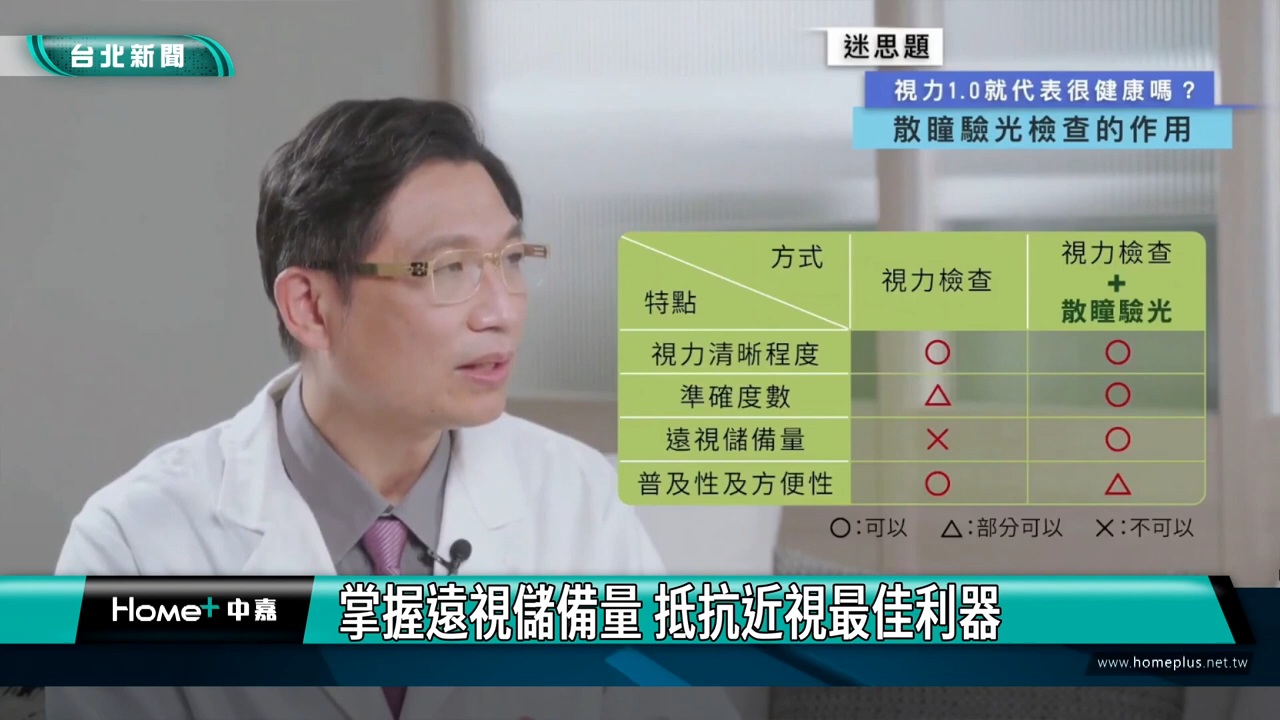 台北新聞
迷思題
視力1.0就代表很健康嗎？
散瞳驗光檢查的作用
方式
特點
視力檢查
視力檢查
+
散瞳驗光
視力清晰程度 ○ ○
準確度數 △ ○
遠視儲備量 × ○
普及性及方便性 ○ △
○:可以 △:部分可以 ×:不可以
Home+中嘉
掌握遠視儲備量 抵抗近視最佳利器
www.homeplus.net.tw